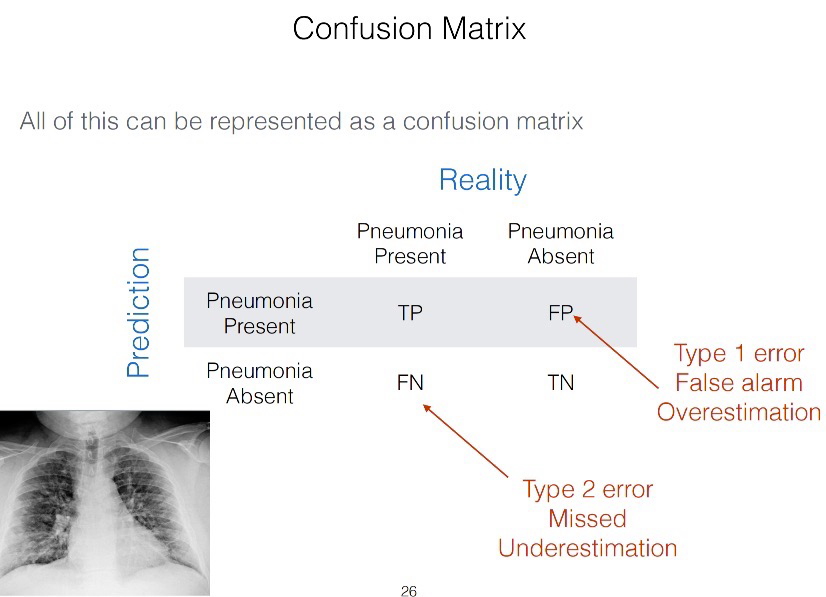 Confusion Matrix
All of this can be represented as a confusion matrix
Reality
Prediction
Pneumonia
Present
Pneumonia
Absent
Pneumonia
Present
TP
FP
Pneumonia
Absent
FN
TN
Type 1 error
False alarm
Overestimation
Type 2 error
Missed
Underestimation
26